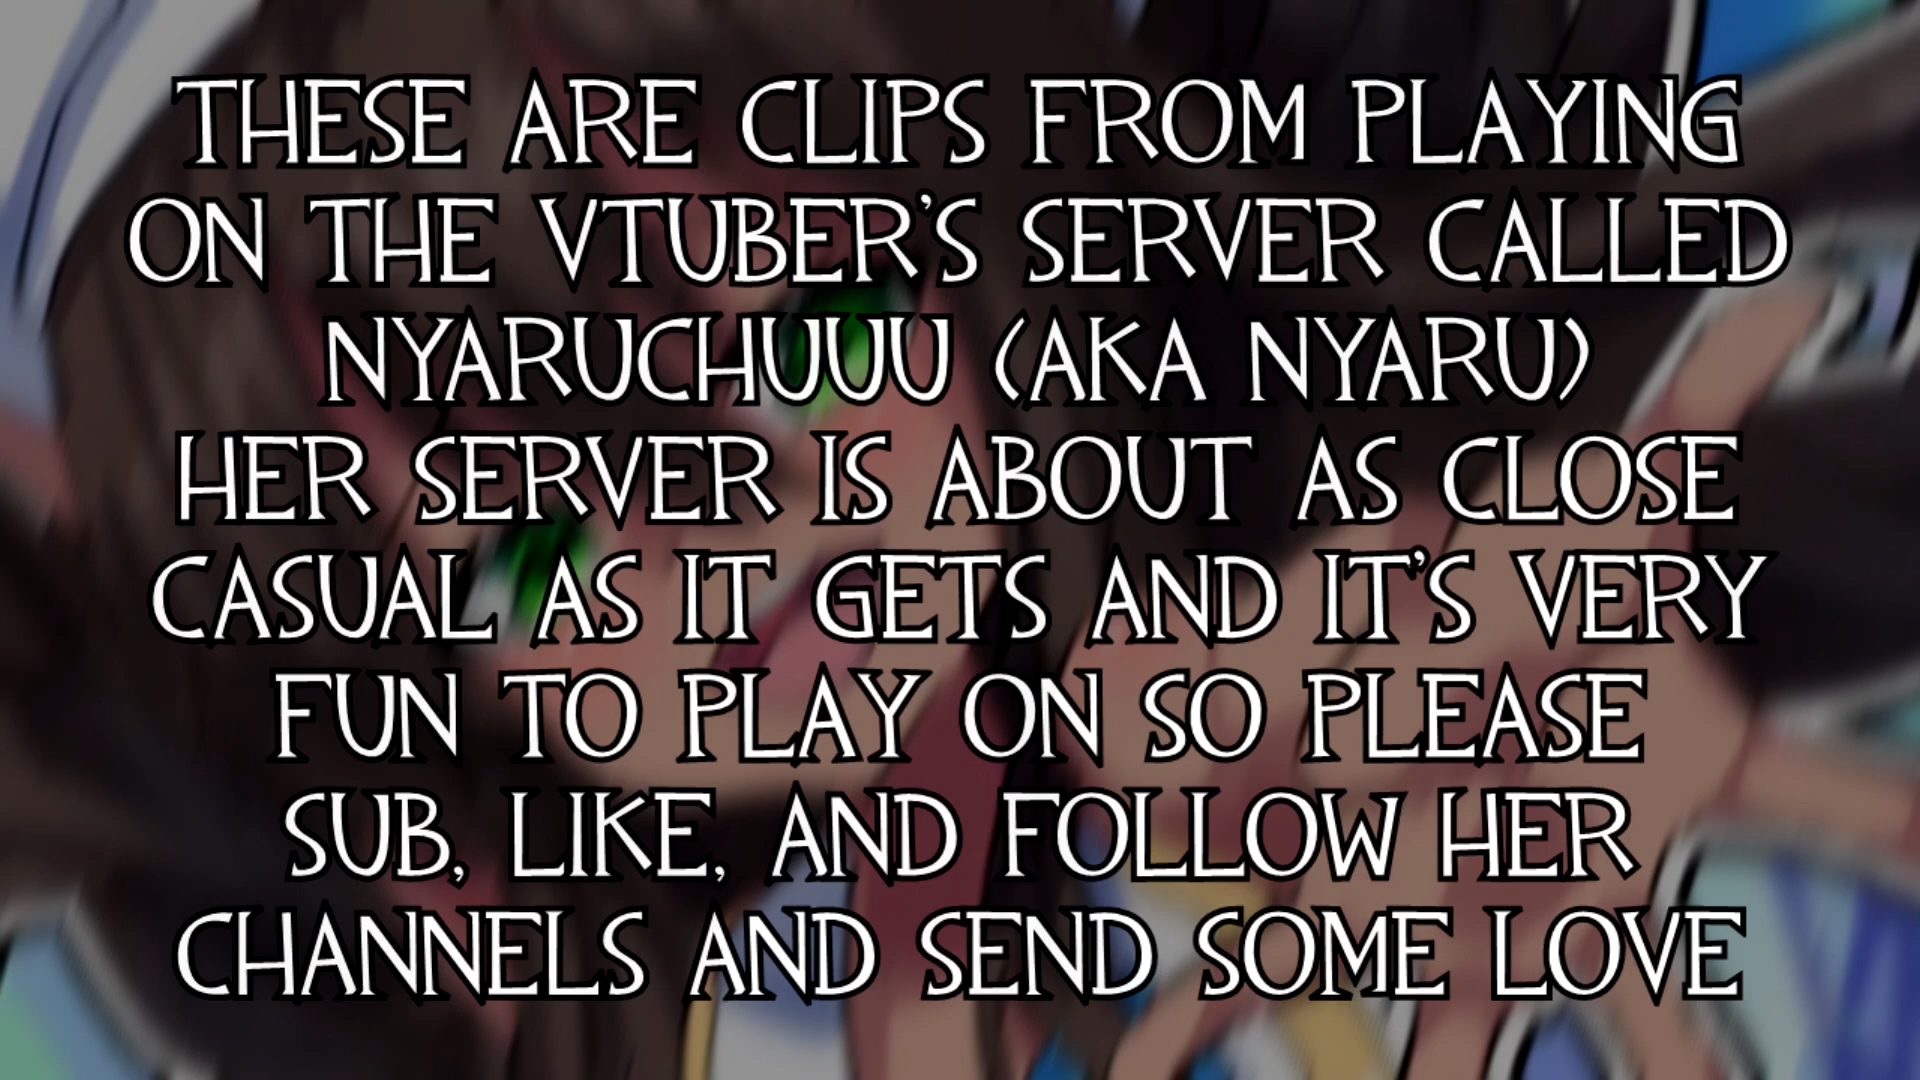 THESE ARE CLIPS FROM PLAYING
ON THE VTUBER'S SERVER CALLED
NYARUCHUUU (AKA NYARU)
HER SERVER IS ABOUT AS CLOSE
CASUAL AS IT GETS AND IT'S VERY
FUN TO PLAY ON SO PLEASE
SUB, LIKE, AND FOLLOW HER
CHANNELS AND SEND SOME LOVE